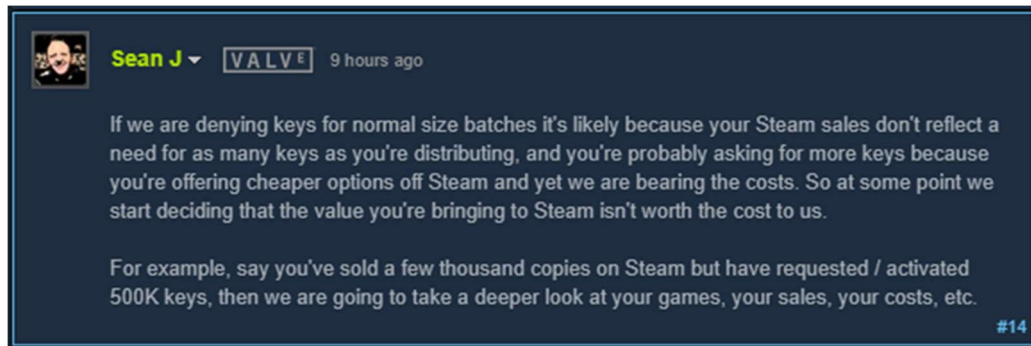 Sean J VALVE 9 hours ago
If we are denying keys for normal size batches it's likely because your Steam sales don't reflect a
need for as many keys as you're distributing, and you're probably asking for more keys because
you're offering cheaper options off Steam and yet we are bearing the costs. So at some point we
start deciding that the value you're bringing to Steam isn't worth the cost to us.
For example, say you've sold a few thousand copies on Steam but have requested / activated
500K keys, then we are going to take a deeper look at your games, your sales, your costs, etc.
#14